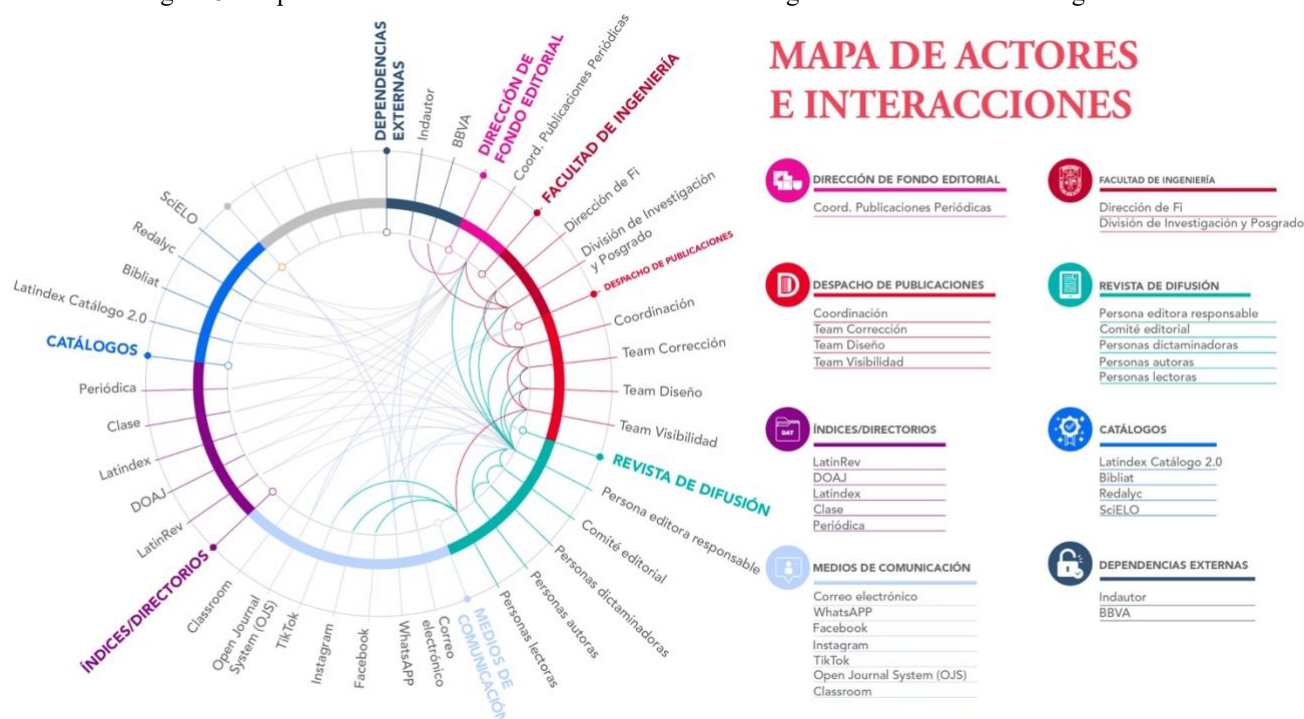 MAPA DE ACTORES
E INTERACCIONES
DEPENDENCIAS
EXTERNAS
Indautor
BBVA
DIRECCIÓN DE
FONDO EDITORIAL
Coord. Publicaciones Periódicas
FACULTAD DE INGENIERÍA
Dirección de Fi
División de Investigación
y Posgrado
DESPACHO DE PUBLICACIONES
Coordinación
Team Corrección
Team Diseño
Team Visibilidad
REVISTA DE DIFUSIÓN
Persona editora responsable
Comité editorial
Personas dictaminadoras
Personas autoras
Personas lectoras
MEDIOS DE
COMUNICACIÓN
Correo
electrónico
WhatsAPP
Facebook
Instagram
TikTok
Open Journal
System (OJS)
Classroom
ÍNDICES/DIRECTORIOS
LatinRev
DOAJ
Latindex
Clase
Periódica
CATÁLOGOS
Latindex Catálogo 2.0
Bibliat
Redalyc
SciELO
DIRECCIÓN DE FONDO EDITORIAL
Coord. Publicaciones Periódicas
FACULTAD DE INGENIERÍA
Dirección de Fi
División de Investigación y Posgrado
DESPACHO DE PUBLICACIONES
Coordinación
Team Corrección
Team Diseño
Team Visibilidad
REVISTA DE DIFUSIÓN
Persona editora responsable
Comité editorial
Personas dictaminadoras
Personas autoras
Personas lectoras
DAT
ÍNDICES/DIRECTORIOS
LatinRev
DOAJ
Latindex
Clase
Periódica
CATÁLOGOS
Latindex Catálogo 2.0
Bibliat
Redalyc
SciELO
MEDIOS DE COMUNICACIÓN
Correo electrónico
WhatsAPP
Facebook
Instagram
TikTok
Open Journal System (OJS)
Classroom
DEPENDENCIAS EXTERNAS
Indautor
BBVA